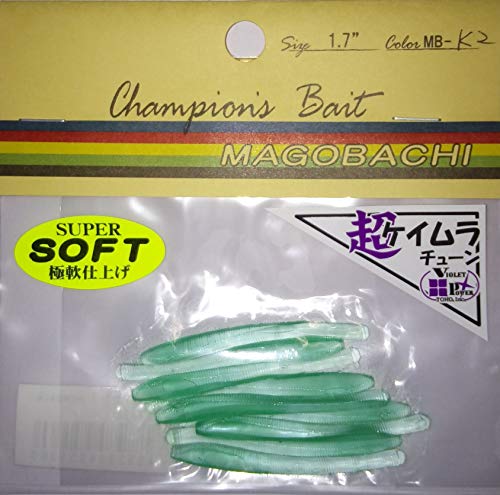 Size 1.7" Color MB-K2
Champion's Bait
MAGOBACHI
SUPER
SOFT
極軟仕上げ
超ケイムラ
チューン
VIOLET
POWER
TOHO, Inc.